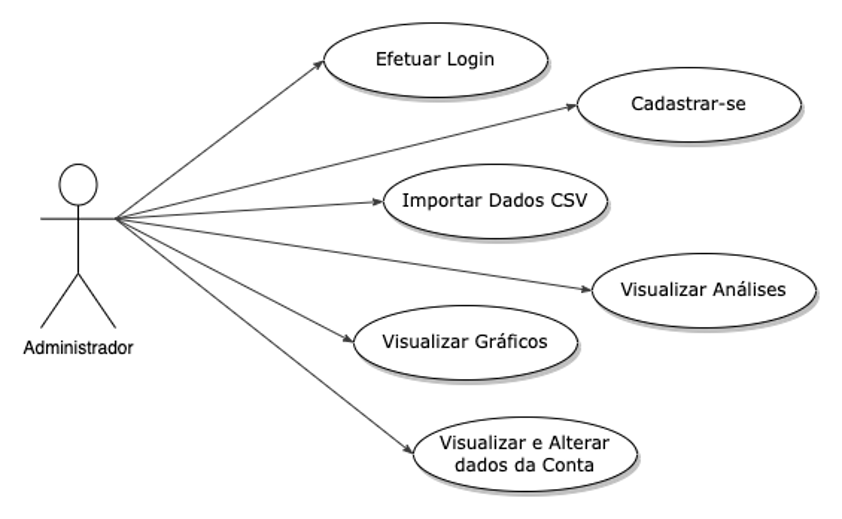 Efetuar Login
Cadastrar-se
Importar Dados CSV
Visualizar Análises
Visualizar Gráficos
Administrador
Visualizar e Alterar
dados da Conta